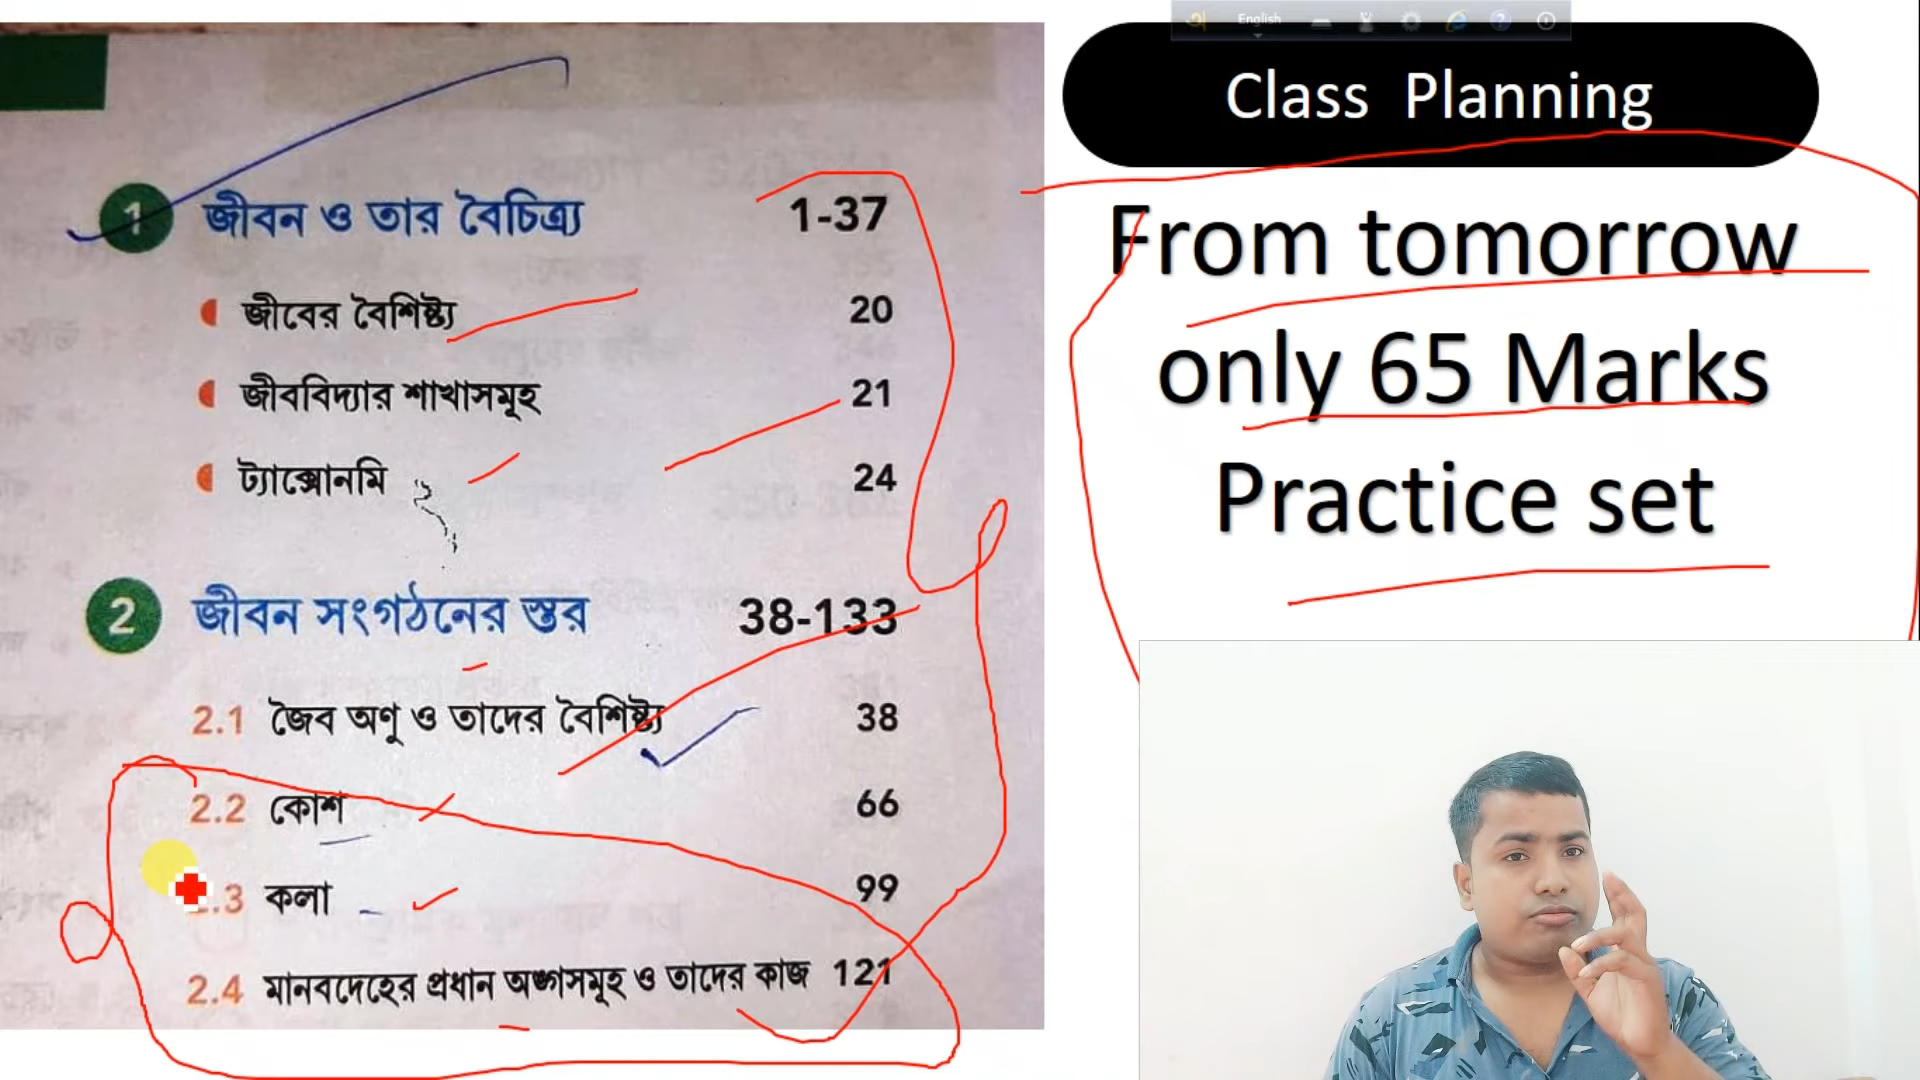 English
Class Planning
1 জীবন ও তার বৈচিত্র্য 1-37
জীবের বৈশিষ্ট্য 20
জীববিদ্যার শাখাসমূহ 21
ট্যাক্সোনমি 24
2 জীবন সংগঠনের স্তর 38-133
2.1 জৈব অণু ও তাদের বৈশিষ্ট্য 38
2.2 কোশ 66
.3 কলা 99
2.4 মানবদেহের প্রধান অঙ্গসমূহ ও তাদের কাজ 121
From tomorrow
only 65 Marks
Practice set